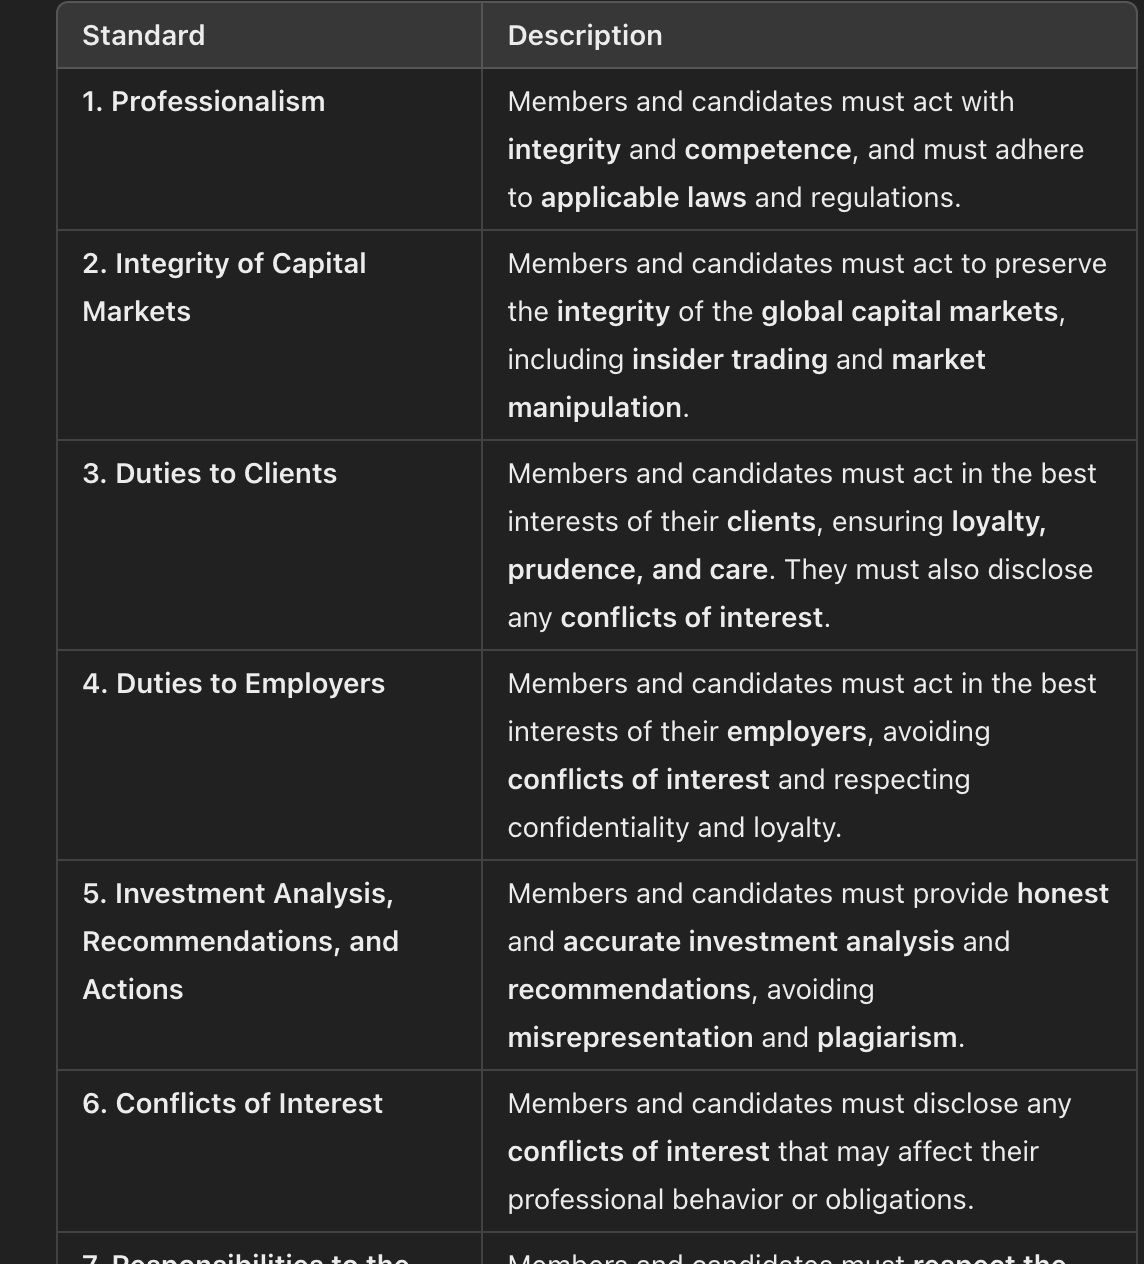 Standard
Description
1. Professionalism
Members and candidates must act with
integrity and competence, and must adhere
to applicable laws and regulations.
2. Integrity of Capital
Markets
Members and candidates must act to preserve
the integrity of the global capital markets,
including insider trading and market
manipulation.
3. Duties to Clients
Members and candidates must act in the best
interests of their clients, ensuring loyalty,
prudence, and care. They must also disclose
any conflicts of interest.
4. Duties to Employers
Members and candidates must act in the best
interests of their employers, avoiding
conflicts of interest and respecting
confidentiality and loyalty.
5. Investment Analysis,
Recommendations, and
Actions
Members and candidates must provide honest
and accurate investment analysis and
recommendations, avoiding
misrepresentation and plagiarism.
6. Conflicts of Interest
Members and candidates must disclose any
conflicts of interest that may affect their
professional behavior or obligations.
7. Responsibilities to the
Members and candidates must respect the